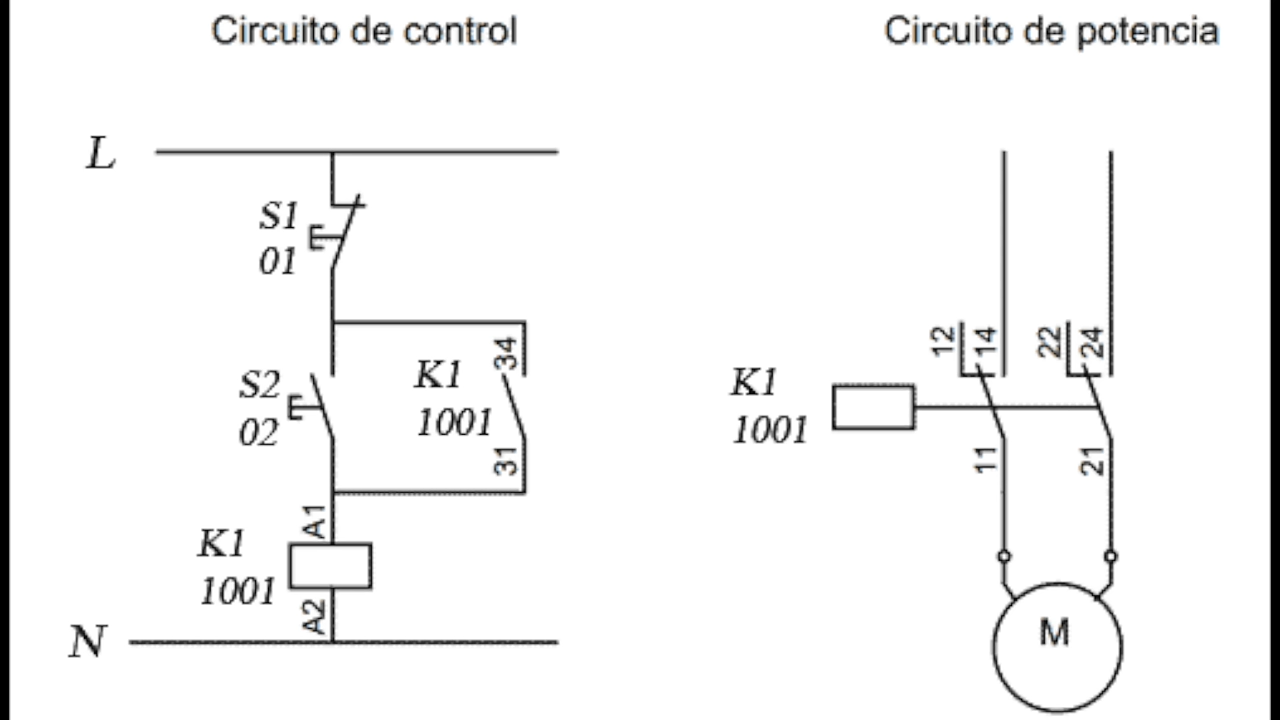 Circuito de control
Circuito de potencia
L
S1
01
S2
02
K1
1001
34
31
A1
K1
1001
A2
N
12
14
22
24
K1
1001
11
21
M